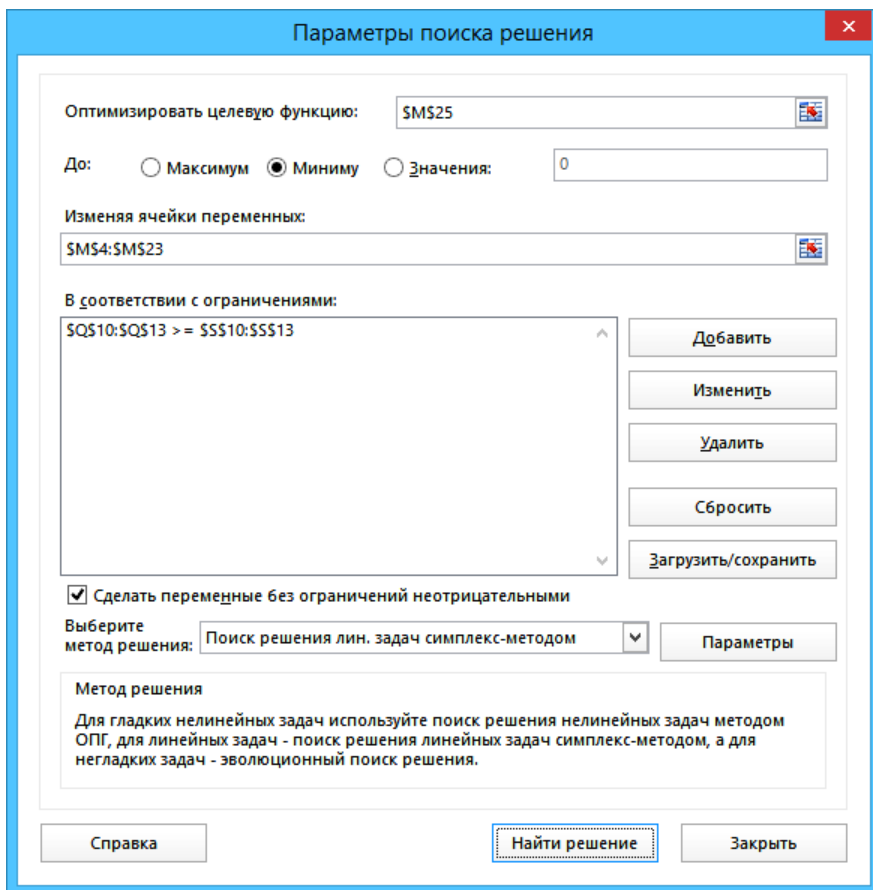 Параметры поиска решения
Оптимизировать целевую функцию: $M$25
До: Максимум Миниму Значения: 0
Изменяя ячейки переменных:
$M$4:$M$23
В соответствии с ограничениями:
$Q$10:$Q$13 >= $S$10:$S$13
Добавить
Изменить
Удалить
Сбросить
Загрузить/сохранить
Сделать переменные без ограничений неотрицательными
Выберите
метод решения: Поиск решения лин. задач симплекс-методом Параметры
Метод решения
Для гладких нелинейных задач используйте поиск решения нелинейных задач методом
ОПГ, для линейных задач - поиск решения линейных задач симплекс-методом, а для
негладких задач - эволюционный поиск решения.
Справка Найти решение Закрыть